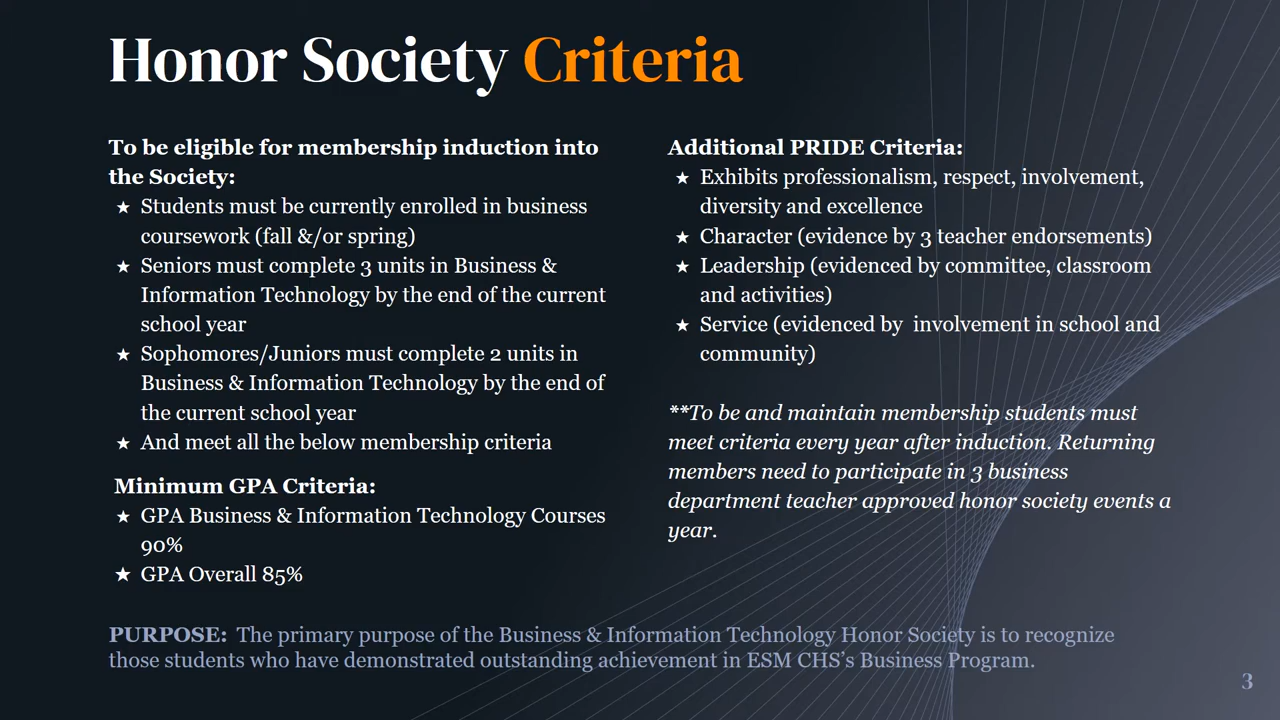 Honor Society Criteria
To be eligible for membership induction into
the Society:
★ Students must be currently enrolled in business
coursework (fall &/or spring)
★ Seniors must complete 3 units in Business &
Information Technology by the end of the current
school year
★ Sophomores/Juniors must complete 2 units in
Business & Information Technology by the end of
the current school year
★ And meet all the below membership criteria
Minimum GPA Criteria:
★ GPA Business & Information Technology Courses
90%
★ GPA Overall 85%
Additional PRIDE Criteria:
★ Exhibits professionalism, respect, involvement,
diversity and excellence
★ Character (evidence by 3 teacher endorsements)
★ Leadership (evidenced by committee, classroom
and activities)
★ Service (evidenced by involvement in school and
community)
**To be and maintain membership students must
meet criteria every year after induction. Returning
members need to participate in 3 business
department teacher approved honor society events a
year.
PURPOSE: The primary purpose of the Business & Information Technology Honor Society is to recognize
those students who have demonstrated outstanding achievement in ESM CHS’s Business Program.
3